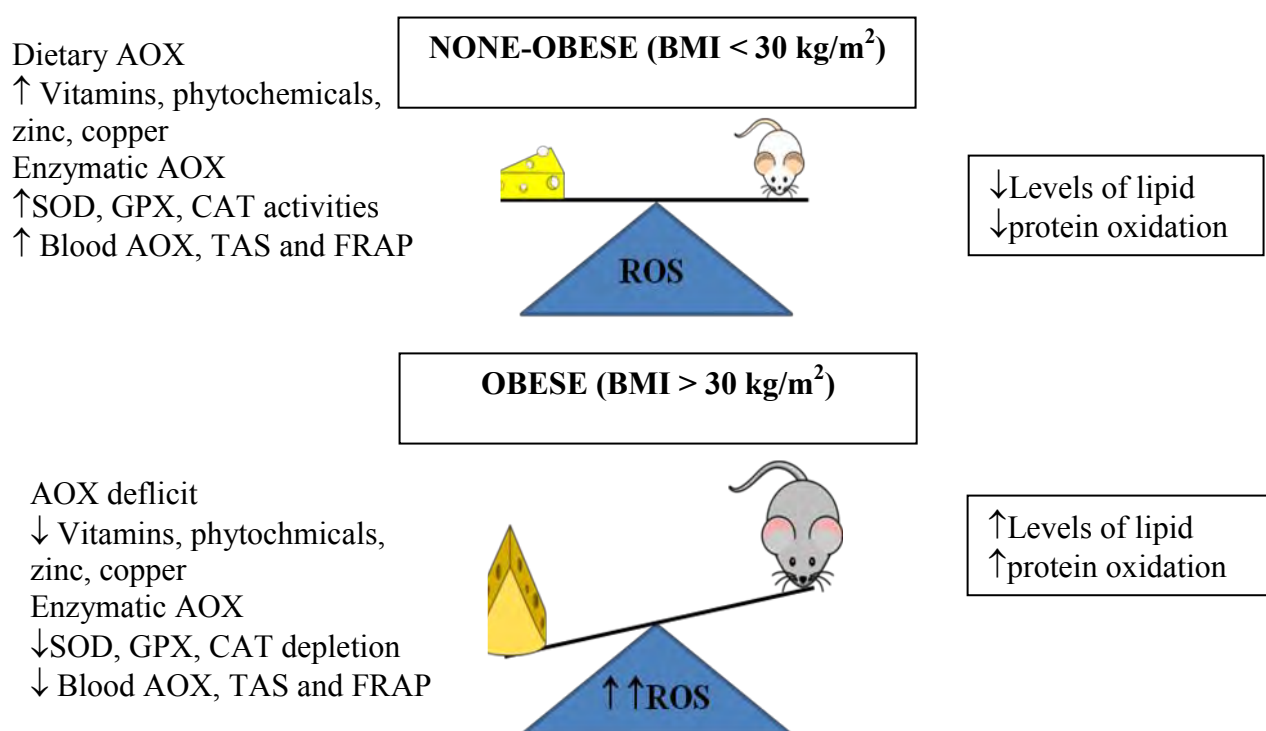 NONE-OBESE (BMI < 30 kg/m²)
Dietary AOX
↑ Vitamins, phytochemicals,
zinc, copper
Enzymatic AOX
↑SOD, GPX, CAT activities
↑ Blood AOX, TAS and FRAP
ROS
↓Levels of lipid
↓protein oxidation
OBESE (BMI > 30 kg/m²)
AOX deflicit
↓ Vitamins, phytochmicals,
zinc, copper
Enzymatic AOX
↓SOD, GPX, CAT depletion
↓ Blood AOX, TAS and FRAP
↑ ↑ROS
↑Levels of lipid
↑protein oxidation